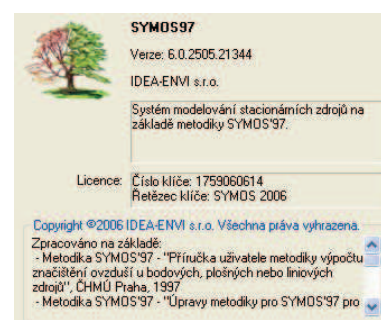 SYMOS97
Verze: 6.0.2505.21344
IDEA-ENVI s.r.o.
Systém modelování stacionárních zdrojů na
základě metodiky SYMOS'97.
Licence: Číslo klíče: 1759060614
Řetězec klíče: SYMOS 2006
Copyright ©2006 IDEA-ENVI s.r.o. Všechna práva vyhrazena.
Zpracováno na základě:
- Metodika SYMOS'97 - "Příručka uživatele metodiky výpočtu
značištění ovzduší u bodových, plošných nebo liniových
zdrojů", ČHMÚ Praha, 1997
- Metodika SYMOS'97 - "Úpravy metodiky pro SYMOS'97 pro